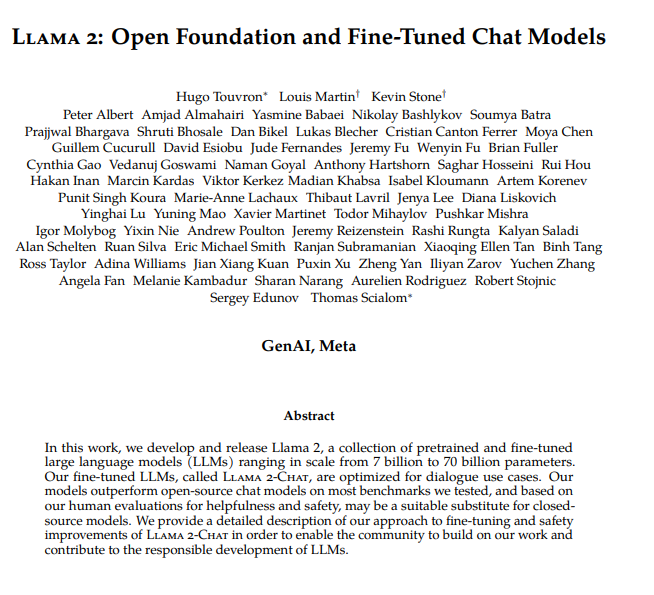 LLAMA 2: Open Foundation and Fine-Tuned Chat Models
Hugo Touvron* Louis Martin† Kevin Stone†
Peter Albert Amjad Almahairi Yasmine Babaei Nikolay Bashlykov Soumya Batra
Prajjwal Bhargava Shruti Bhosale Dan Bikel Lukas Blecher Cristian Canton Ferrer Moya Chen
Guillem Cucurull David Esiobu Jude Fernandes Jeremy Fu Wenyin Fu Brian Fuller
Cynthia Gao Vedanuj Goswami Naman Goyal Anthony Hartshorn Saghar Hosseini Rui Hou
Hakan Inan Marcin Kardas Viktor Kerkez Madian Khabsa Isabel Kloumann Artem Korenev
Punit Singh Koura Marie-Anne Lachaux Thibaut Lavril Jenya Lee Diana Liskovich
Yinghai Lu Yuning Mao Xavier Martinet Todor Mihaylov Pushkar Mishra
Igor Molybog Yixin Nie Andrew Poulton Jeremy Reizenstein Rashi Rungta Kalyan Saladi
Alan Schelten Ruan Silva Eric Michael Smith Ranjan Subramanian Xiaoqing Ellen Tan Binh Tang
Ross Taylor Adina Williams Jian Xiang Kuan Puxin Xu Zheng Yan Iliyan Zarov Yuchen Zhang
Angela Fan Melanie Kambadur Sharan Narang Aurelien Rodriguez Robert Stojnic
Sergey Edunov Thomas Scialom*
GenAI, Meta
Abstract
In this work, we develop and release Llama 2, a collection of pretrained and fine-tuned
large language models (LLMs) ranging in scale from 7 billion to 70 billion parameters.
Our fine-tuned LLMs, called LLAMA 2-CHAT, are optimized for dialogue use cases. Our
models outperform open-source chat models on most benchmarks we tested, and based on
our human evaluations for helpfulness and safety, may be a suitable substitute for closed-
source models. We provide a detailed description of our approach to fine-tuning and safety
improvements of LLAMA 2-CHAT in order to enable the community to build on our work and
contribute to the responsible development of LLMs.